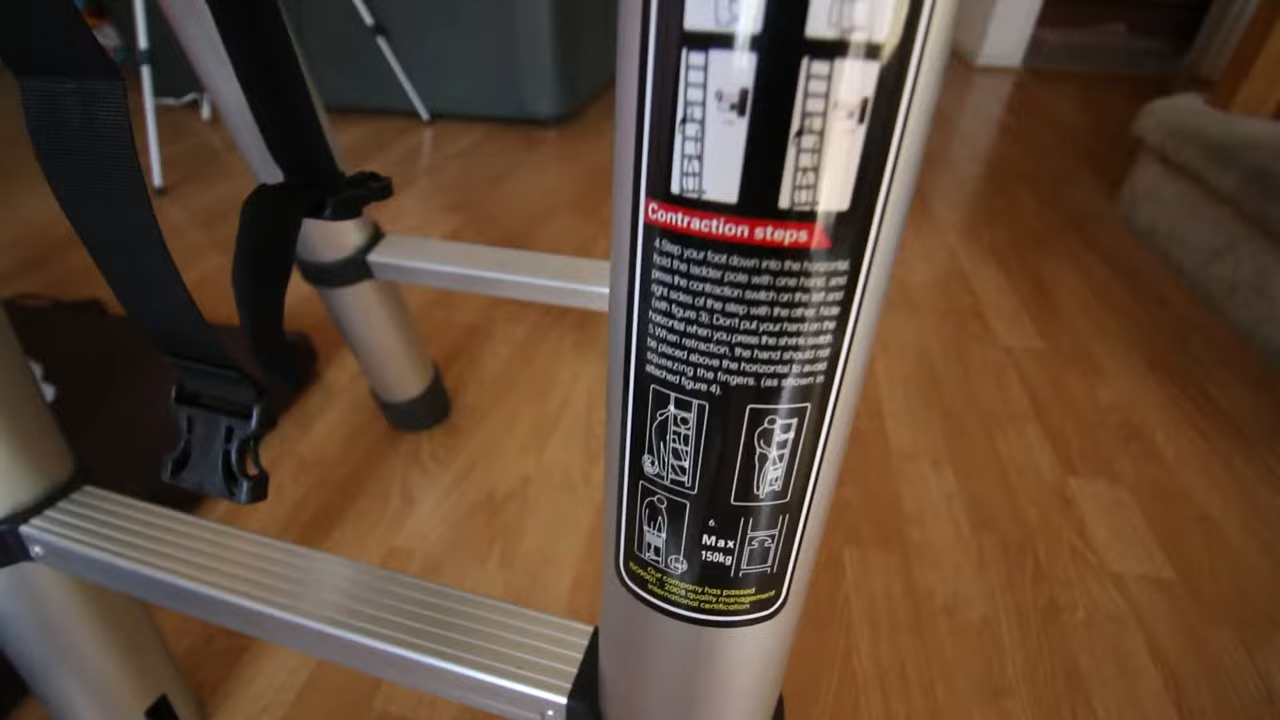 Contraction steps
4.Step your foot down into the horizontal,
hold the ladder pole with one hand, and
press the contraction switch on the left and
right sides of the step with the other. Note
(with figure 3); Don't put your hand on the
horizontal when you press the shrink switch.
5.When retraction, the hand should not
be placed above the horizontal to avoid
squeezing the fingers. (as shown in
attached figure 4).
6.
Max
150kg
Our company has passed
ISO9001: 2008 quality management
international certification